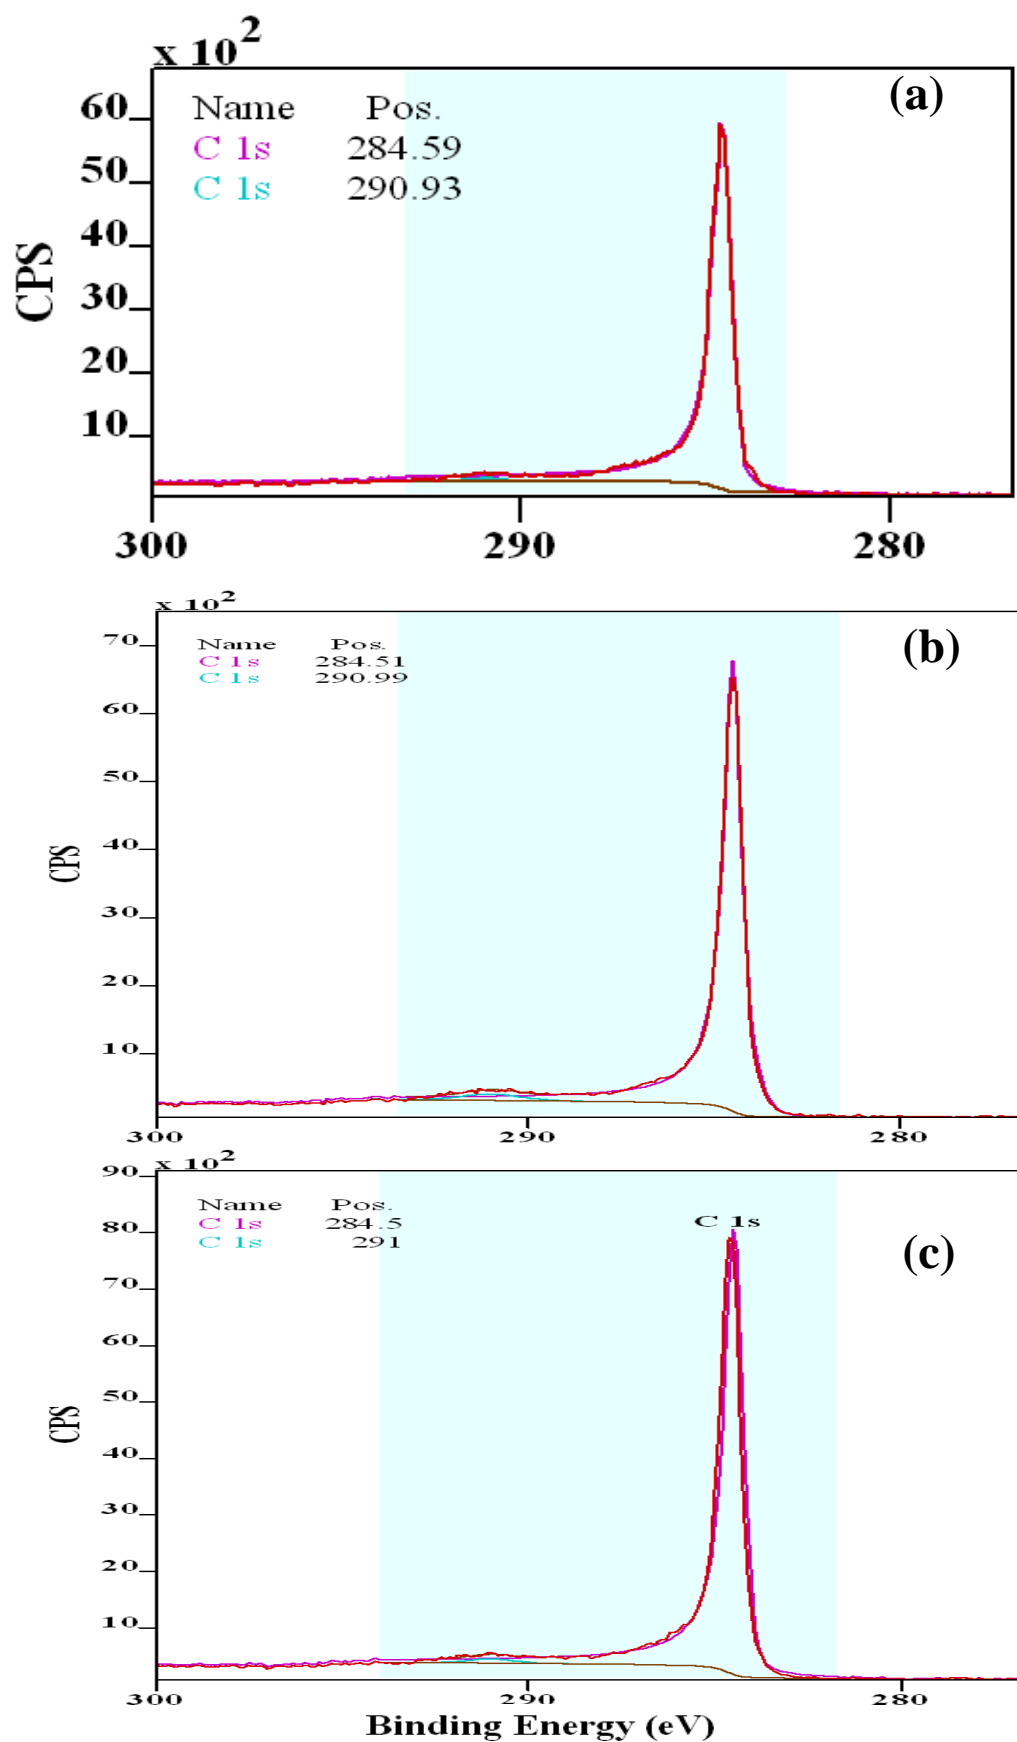 x 10²
(a)
Name Pos.
C 1s 284.59
C 1s 290.93
60
50
40
30
20
10
CPS
300 290 280
x 10²
(b)
Name Pos.
C 1s 284.51
C 1s 290.99
70
60
50
40
30
20
10
CPS
300 290 280
x 10²
90
Name Pos.
C 1s 284.5
C 1s 291
C 1s
(c)
80
70
60
50
40
30
20
10
CPS
300 290 280
Binding Energy (eV)